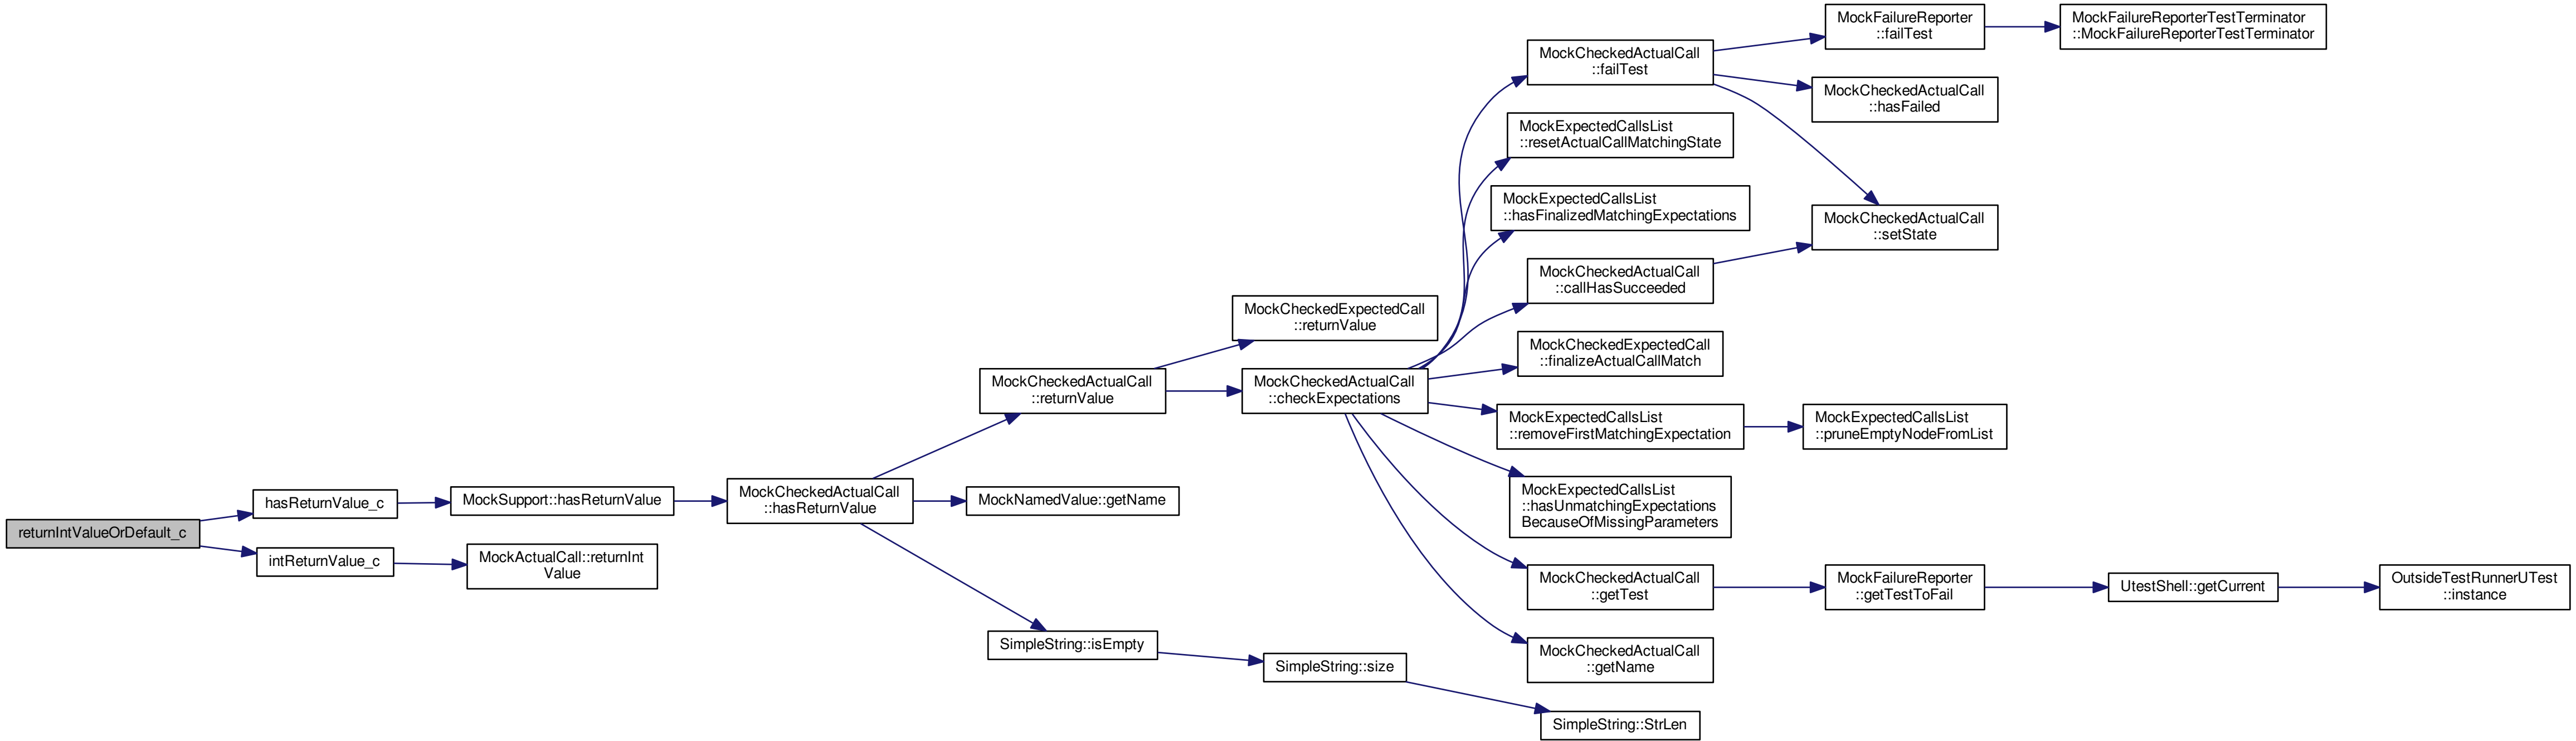 returnIntValueOrDefault_c
hasReturnValue_c
intReturnValue_c
MockSupport::hasReturnValue
MockActualCall::returnInt
Value
MockCheckedActualCall
::hasReturnValue
MockCheckedActualCall
::returnValue
MockNamedValue::getName
SimpleString::isEmpty
MockCheckedExpectedCall
::returnValue
MockCheckedActualCall
::checkExpectations
SimpleString::size
MockCheckedActualCall
::failTest
MockExpectedCallsList
::resetActualCallMatchingState
MockExpectedCallsList
::hasFinalizedMatchingExpectations
MockCheckedActualCall
::callHasSucceeded
MockCheckedExpectedCall
::finalizeActualCallMatch
MockExpectedCallsList
::removeFirstMatchingExpectation
MockExpectedCallsList
::hasUnmatchingExpectations
BecauseOfMissingParameters
MockCheckedActualCall
::getTest
MockCheckedActualCall
::getName
SimpleString::StrLen
MockFailureReporter
::failTest
MockCheckedActualCall
::hasFailed
MockCheckedActualCall
::setState
MockExpectedCallsList
::pruneEmptyNodeFromList
MockFailureReporter
::getTestToFail
MockFailureReporterTestTerminator
::MockFailureReporterTestTerminator
UtestShell::getCurrent
OutsideTestRunnerUTest
::instance